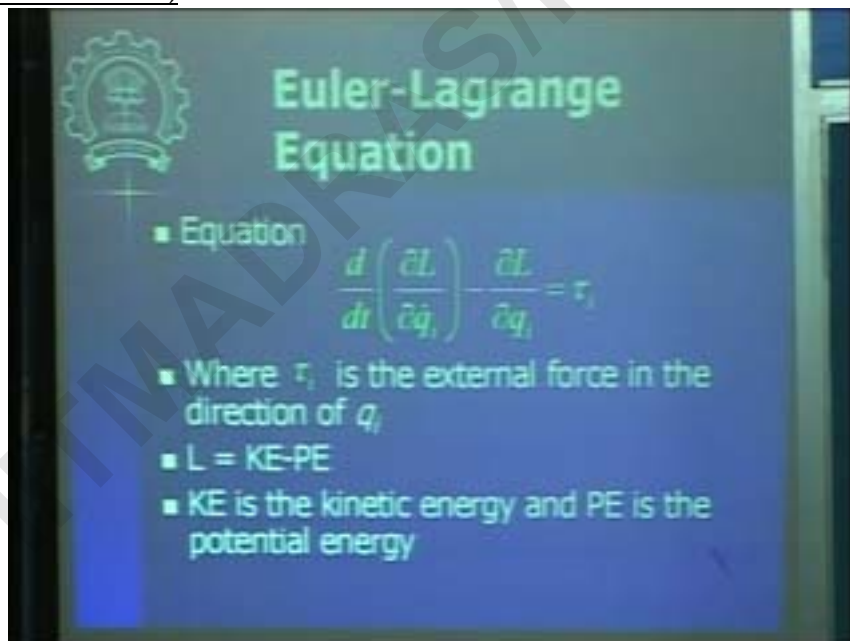 Euler-Lagrange
Equation
Equation
d/dt(∂L/∂q̇ᵢ) - ∂L/∂qᵢ = τᵢ
Where τᵢ is the external force in the
direction of qᵢ
L = KE-PE
KE is the kinetic energy and PE is the
potential energy